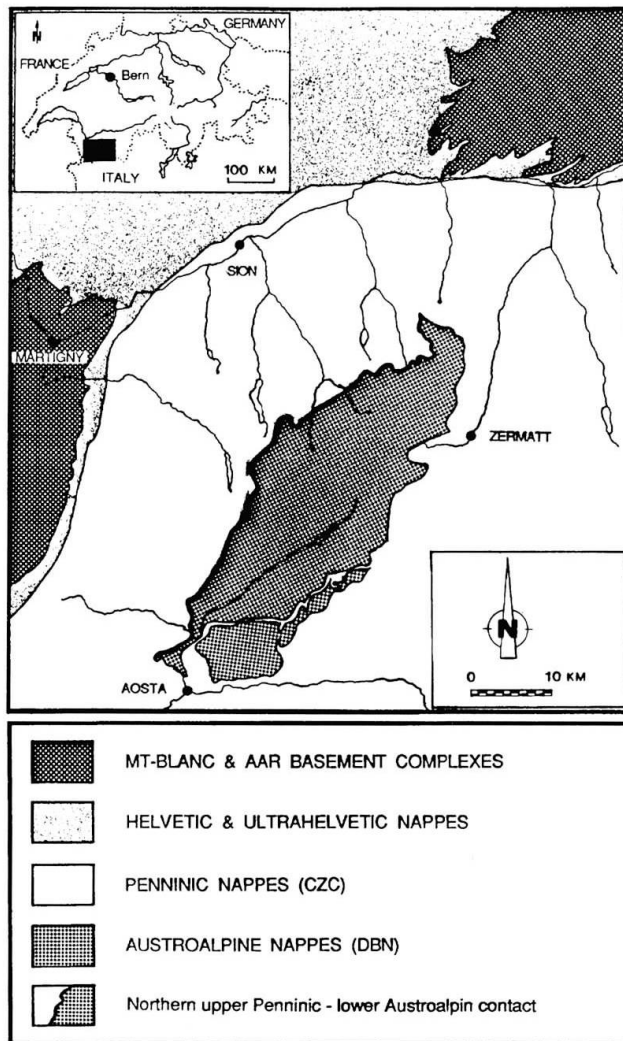 N
GERMANY
FRANCE
Bern
ITALY
100 KM
SION
MARTIGNY
ZERMATT
N
0 10 KM
AOSTA
MT-BLANC & AAR BASEMENT COMPLEXES
HELVETIC & ULTRAHELVETIC NAPPES
PENNINIC NAPPES (CZC)
AUSTROALPINE NAPPES (DBN)
Northern upper Penninic - lower Austroalpin contact